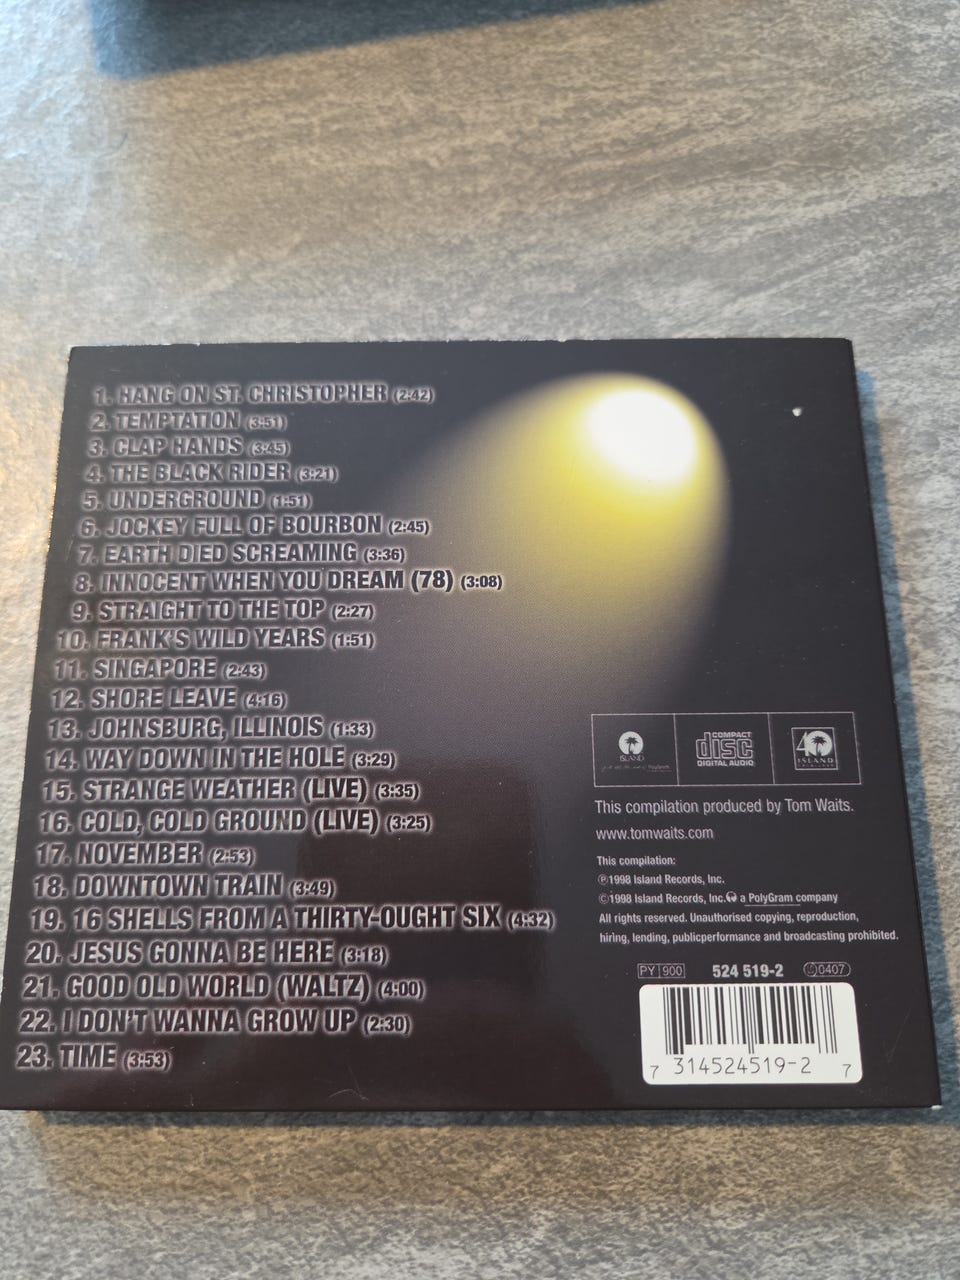 1. HANG ON ST. CHRISTOPHER (2:42)
2. TEMPTATION (3:51)
3. CLAP HANDS (3:45)
4. THE BLACK RIDER (3:21)
5. UNDERGROUND (1:51)
6. JOCKEY FULL OF BOURBON (2:45)
7. EARTH DIED SCREAMING (3:36)
8. INNOCENT WHEN YOU DREAM (78) (3:08)
9. STRAIGHT TO THE TOP (2:27)
10. FRANK'S WILD YEARS (1:51)
11. SINGAPORE (2:43)
12. SHORE LEAVE (4:16)
13. JOHNSBURG, ILLINOIS (1:33)
14. WAY DOWN IN THE HOLE (3:29)
15. STRANGE WEATHER (LIVE) (3:35)
16. COLD, COLD GROUND (LIVE) (3:25)
17. NOVEMBER (2:53)
18. DOWNTOWN TRAIN (3:49)
19. 16 SHELLS FROM A THIRTY-OUGHT SIX (4:32)
20. JESUS GONNA BE HERE (3:18)
21. GOOD OLD WORLD (WALTZ) (4:00)
22. I DON'T WANNA GROW UP (2:30)
23. TIME (3:53)
ISLAND
COMPACT
disc
DIGITAL AUDIO
40
ISLAND
This compilation produced by Tom Waits.
www.tomwaits.com
This compilation:
℗1998 Island Records, Inc.
©1998 Island Records, Inc. a PolyGram company
All rights reserved. Unauthorised copying, reproduction,
hiring, lending, publicperformance and broadcasting prohibited.
PY 900 524 519-2 0407
7 314524519-2 7